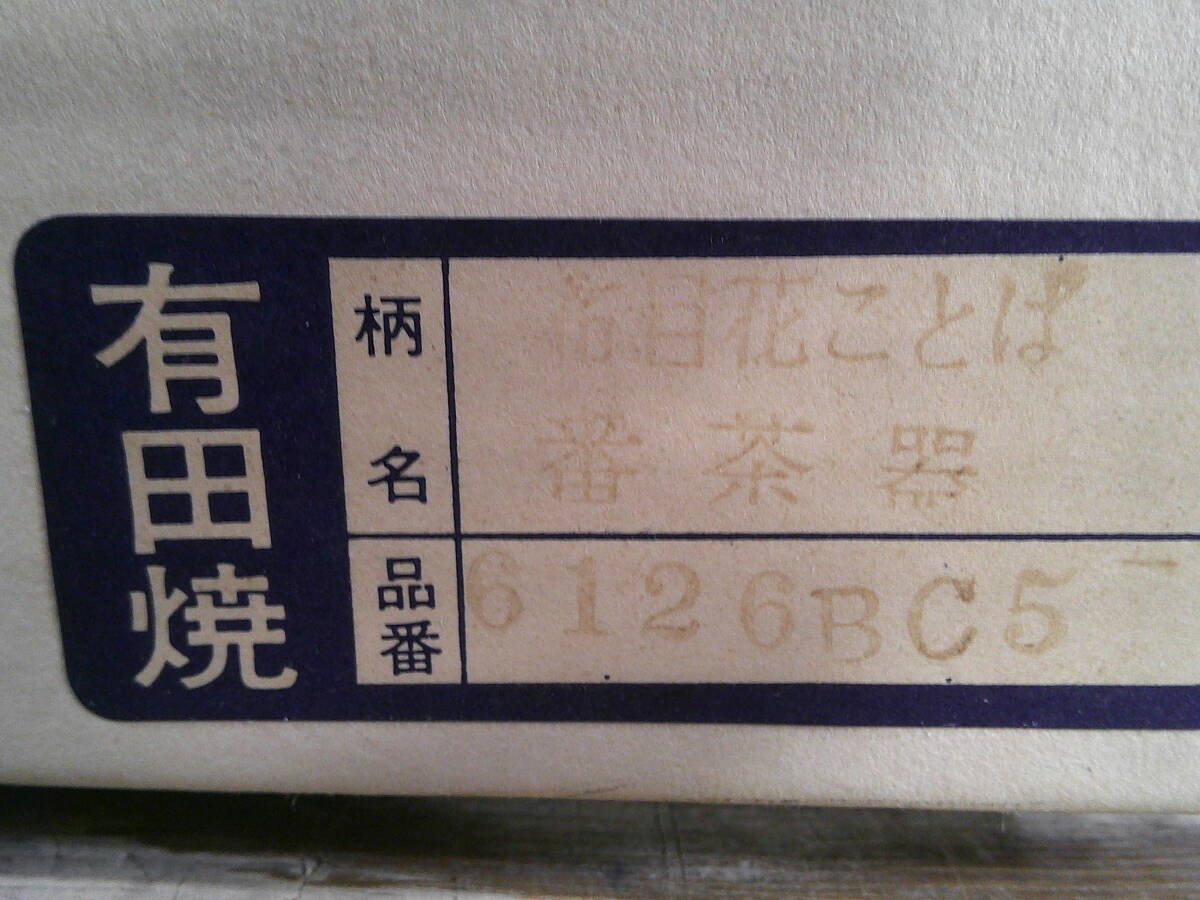 有田焼
柄名
花ことば
番茶器
品番
6126BC5